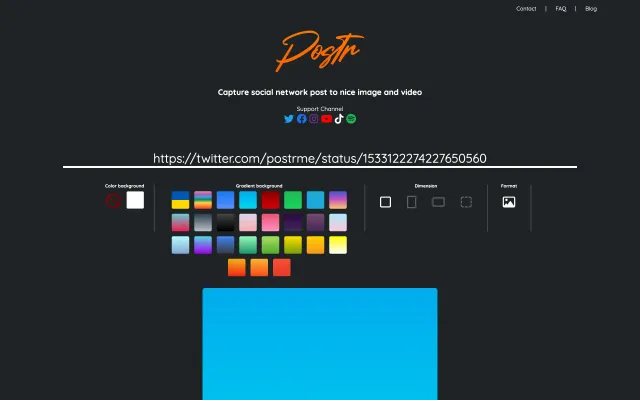 Contact | FAQ | Blog
Postr
Capture social network post to nice image and video
Support Channel
https://twitter.com/postrme/status/1533122274227650560
Color background
Gradient background
Dimension
Format